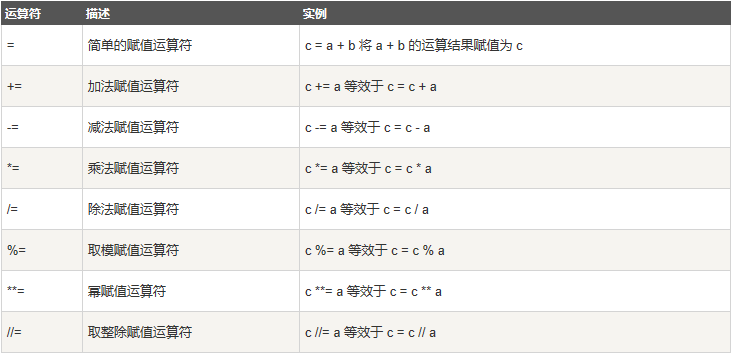 运算符 描述 实例
= 简单的赋值运算符 c = a + b 将 a + b 的运算结果赋值为 c
+= 加法赋值运算符 c += a 等效于 c = c + a
-= 减法赋值运算符 c -= a 等效于 c = c - a
*= 乘法赋值运算符 c *= a 等效于 c = c * a
/= 除法赋值运算符 c /= a 等效于 c = c / a
%= 取模赋值运算符 c %= a 等效于 c = c % a
**= 幂赋值运算符 c **= a 等效于 c = c ** a
//= 取整除赋值运算符 c //= a 等效于 c = c // a